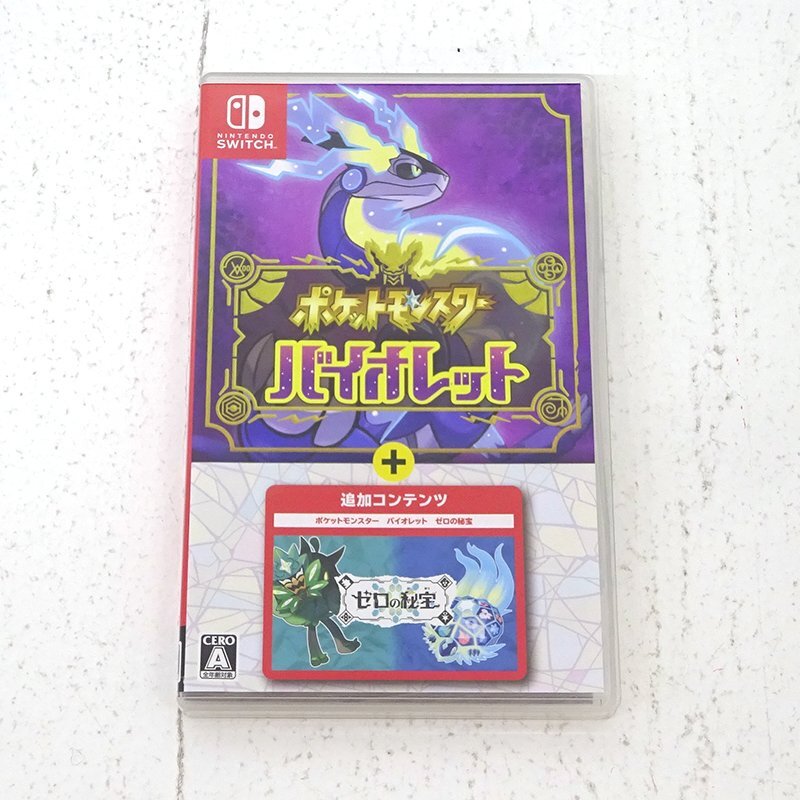 NINTENDO
SWITCH™
ポケットモンスター
バイオレット
+
追加コンテンツ
ポケットモンスター バイオレット ゼロの秘宝
ゼロの秘宝
CERO
A
全年齢対象